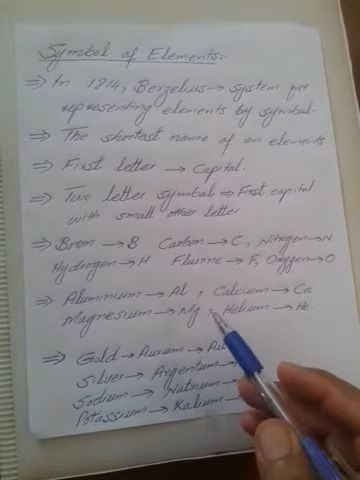 Symbol of Elements:-
⇒ In 1814, Berzelius → system for
representing elements by symbol.
⇒ The shortest name of an elements
⇒ First letter → Capital.
⇒ Two letter symbol ⇒ First capital
with small other letter
⇒ Boron → B Carbon → C, Nitrogen → N
Hydrogen → H Fluorine → F, Oxygen → O
⇒ Aluminium → Al, Calcium → Ca
Magnesium → Mg, Helium → He
⇒ Gold → Aurum → Au
Silver → Argentum →
Sodium → Natrium →
Potassium → Kalium →